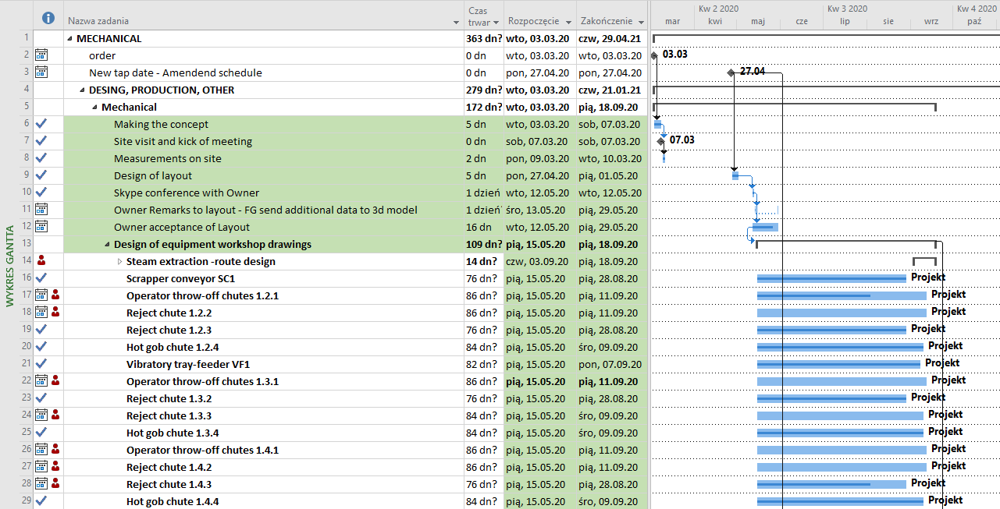 Kw 2 2020 Kw 3 2020 Kw 4 2020
Nazwa zadania Czas trwar Rozpoczęcie Zakończenie mar kwi maj cze lip sie wrz paź
1 MECHANICAL 363 dn? wto, 03.03.20 czw, 29.04.21
2 order 0 dn wto, 03.03.20 wto, 03.03.20 03.03
3 New tap date - Amendend schedule 0 dn pon, 27.04.20 pon, 27.04.20 27.04
4 DESING, PRODUCTION, OTHER 279 dn? wto, 03.03.20 czw, 21.01.21
5 Mechanical 172 dn? wto, 03.03.20 pią, 18.09.20
6 Making the concept 5 dn wto, 03.03.20 sob, 07.03.20
7 Site visit and kick of meeting 0 dn sob, 07.03.20 sob, 07.03.20 07.03
8 Measurements on site 2 dn pon, 09.03.20 wto, 10.03.20
9 Design of layout 5 dn pon, 27.04.20 pią, 01.05.20
10 Skype conference with Owner 1 dzień wto, 12.05.20 wto, 12.05.20
11 Owner Remarks to layout - FG send additional data to 3d model 1 dzień śro, 13.05.20 pią, 29.05.20
12 Owner acceptance of Layout 16 dn wto, 12.05.20 pią, 29.05.20
13 Design of equipment workshop drawings 109 dn? pią, 15.05.20 pią, 18.09.20
14 Steam extraction -route design 14 dn? czw, 03.09.20 pią, 18.09.20
16 Scrapper conveyor SC1 76 dn? pią, 15.05.20 pią, 28.08.20 Projekt
17 Operator throw-off chutes 1.2.1 86 dn? pią, 15.05.20 pią, 11.09.20 Projekt
18 Reject chute 1.2.2 86 dn? pią, 15.05.20 pią, 11.09.20 Projekt
19 Reject chute 1.2.3 76 dn? pią, 15.05.20 pią, 28.08.20 Projekt
20 Hot gob chute 1.2.4 84 dn? pią, 15.05.20 śro, 09.09.20 Projekt
21 Vibratory tray-feeder VF1 82 dn? pią, 15.05.20 pon, 07.09.20 Projekt
22 Operator throw-off chutes 1.3.1 86 dn? pią, 15.05.20 pią, 11.09.20 Projekt
23 Reject chute 1.3.2 76 dn? pią, 15.05.20 pią, 28.08.20 Projekt
24 Reject chute 1.3.3 84 dn? pią, 15.05.20 śro, 09.09.20 Projekt
25 Hot gob chute 1.3.4 84 dn? pią, 15.05.20 śro, 09.09.20 Projekt
26 Operator throw-off chutes 1.4.1 86 dn? pią, 15.05.20 pią, 11.09.20 Projekt
27 Reject chute 1.4.2 86 dn? pią, 15.05.20 pią, 11.09.20 Projekt
28 Reject chute 1.4.3 76 dn? pią, 15.05.20 pią, 28.08.20 Projekt
29 Hot gob chute 1.4.4 84 dn? pią, 15.05.20 śro, 09.09.20 Projekt
WYKRES GANTTA